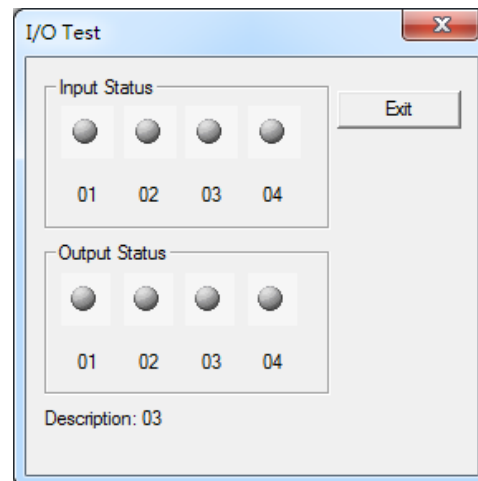 I/O Test
Input Status
Exit
01 02 03 04
Output Status
01 02 03 04
Description: 03